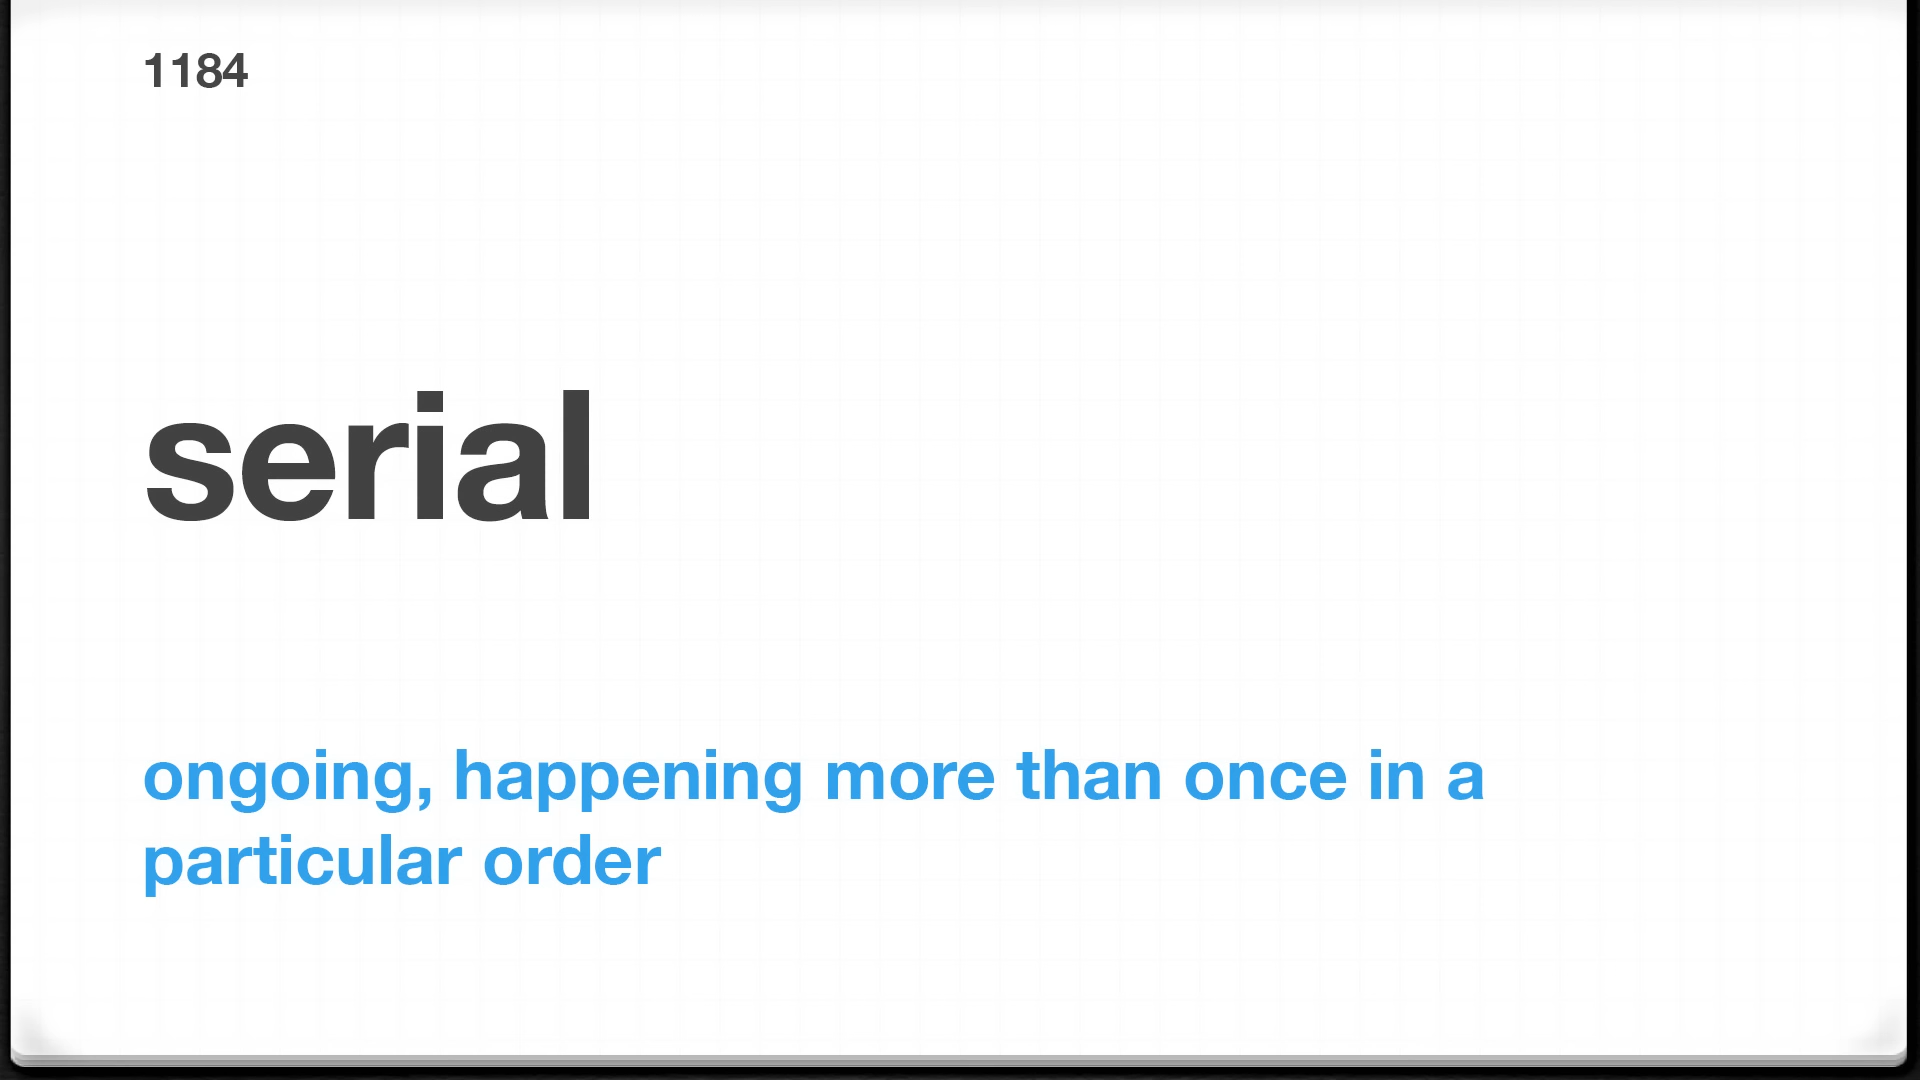 1184
serial
ongoing, happening more than once in a
particular order